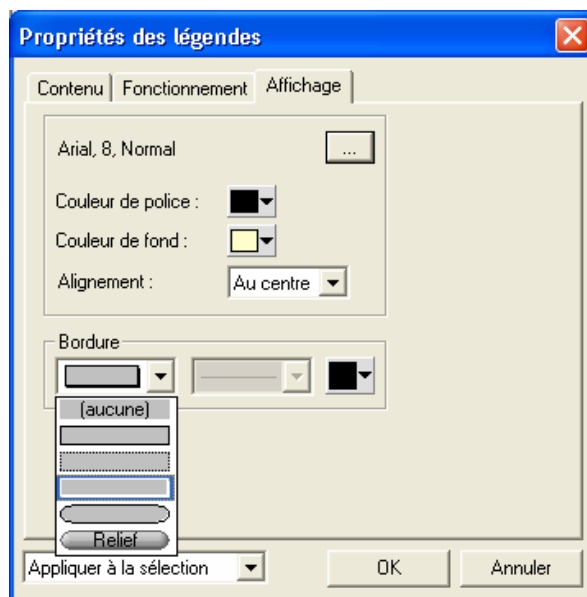 Propriétés des légendes
Contenu Fonctionnement Affichage
Arial, 8, Normal ...
Couleur de police :
Couleur de fond :
Alignement : Au centre
Bordure
(aucune)
Relief
Appliquer à la sélection OK Annuler